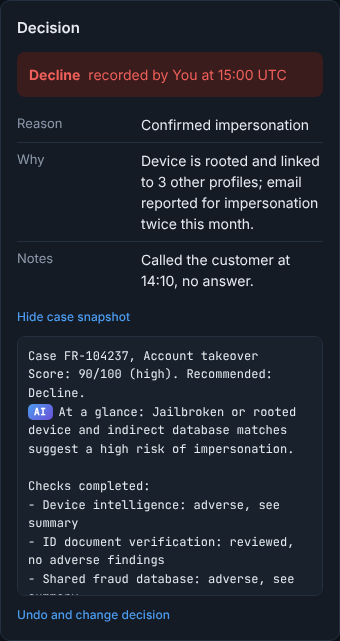 Decision
Decline recorded by You at 15:00 UTC
Reason Confirmed impersonation
Why Device is rooted and linked
to 3 other profiles; email
reported for impersonation
twice this month.
Notes Called the customer at
14:10, no answer.
Hide case snapshot
Case FR-104237, Account takeover
Score: 90/100 (high). Recommended:
Decline.
AI At a glance: Jailbroken or rooted
device and indirect database matches
suggest a high risk of impersonation.
Checks completed:
- Device intelligence: adverse, see
summary
- ID document verification: reviewed,
no adverse findings
- Shared fraud database: adverse, see
Undo and change decision